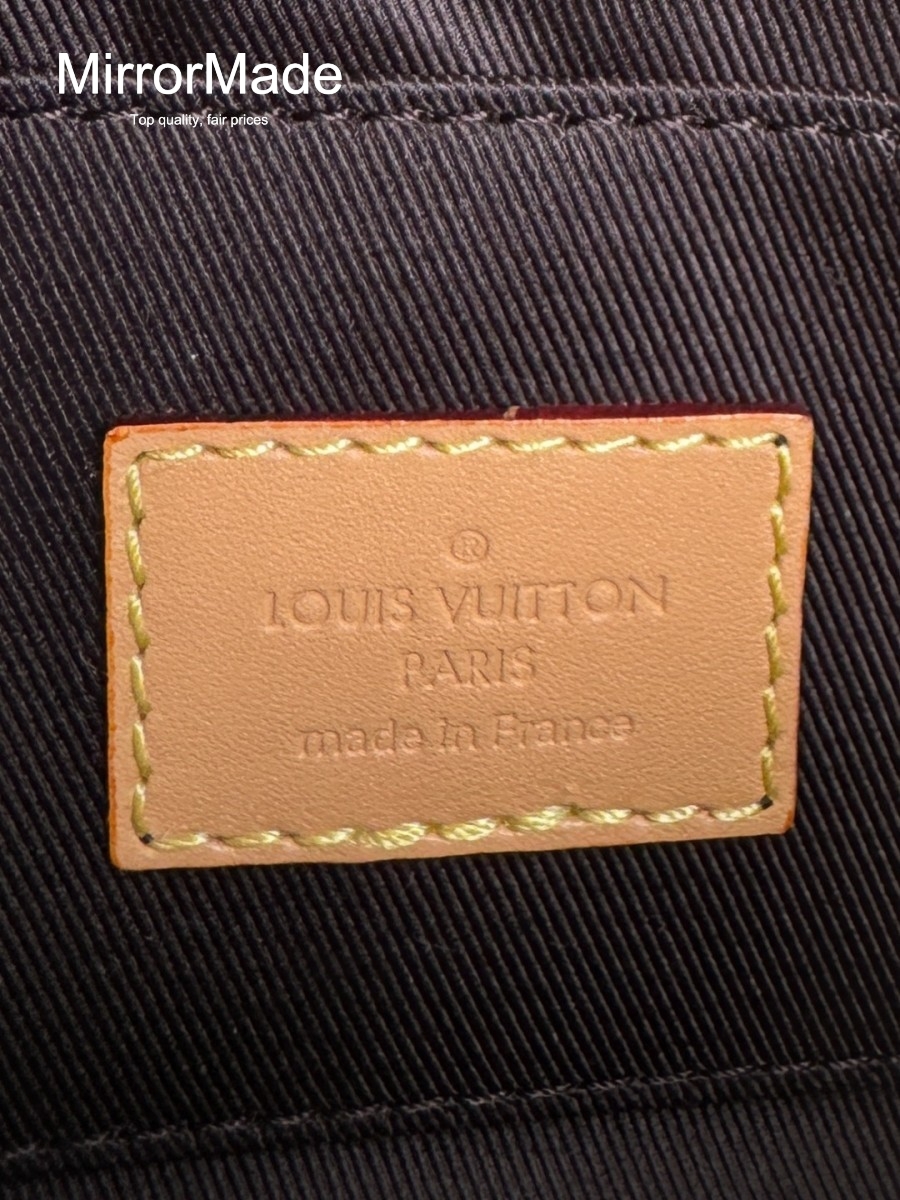 MirrorMade
Top quality, fair prices
®
LOUIS VUITTON
PARIS
made in France